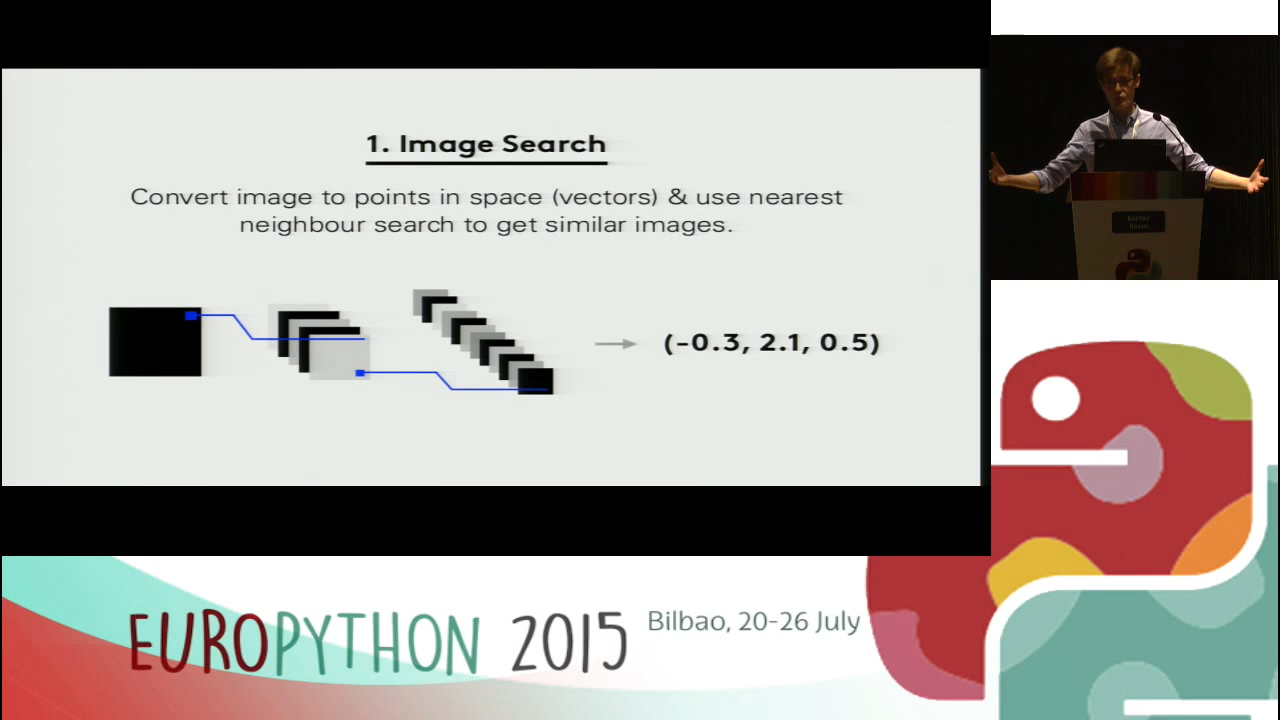 1. Image Search
Convert image to points in space (vectors) & use nearest
neighbour search to get similar images.
(-0.3, 2.1, 0.5)
EUROPYTHON 2015
Bilbao, 20-26 July
Room